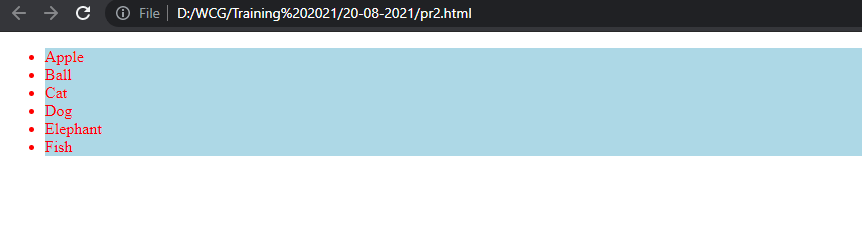 File D:/WCG/Training%202021/20-08-2021/pr2.html
Apple
Ball
Cat
Dog
Elephant
Fish